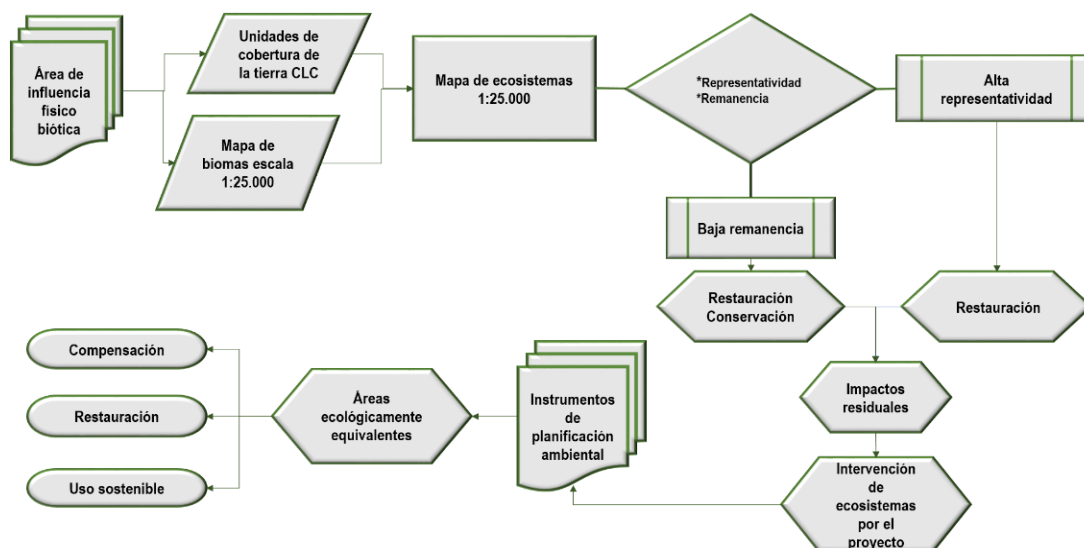 Área de
influencia
físico
biótica
Unidades de
cobertura de
la tierra CLC
Mapa de
biomas escala
1:25.000
Mapa de ecosistemas
1:25.000
*Representatividad
*Remanencia
Alta
representatividad
Baja remanencia
Restauración
Conservación
Restauración
Impactos
residuales
Intervención
de
ecosistemas
por el
proyecto
Instrumentos
de
planificación
ambiental
Áreas
ecológicamente
equivalentes
Compensación
Restauración
Uso sostenible